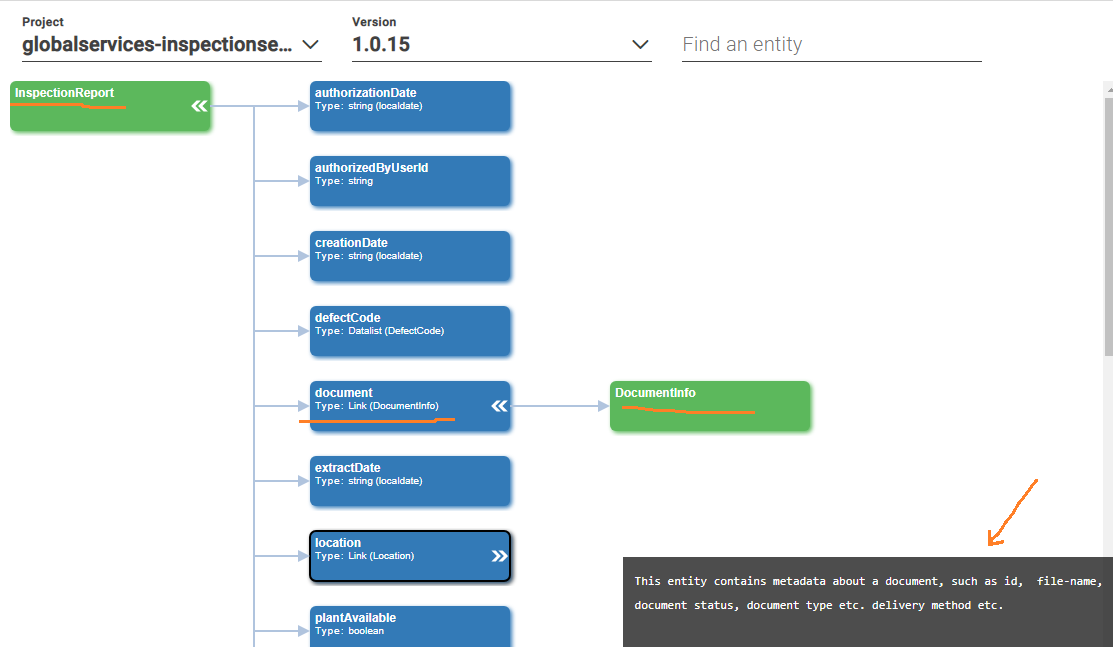 Project
Version
globalservices-inspectionse...
1.0.15
Find an entity
InspectionReport
authorizationDate
Type: string (localdate)
authorizedByUserId
Type: string
creationDate
Type: string (localdate)
defectCode
Type: Datalist (DefectCode)
document
Type: Link (DocumentInfo)
DocumentInfo
extractDate
Type: string (localdate)
location
Type: Link (Location)
plantAvailable
Type: boolean
This entity contains metadata about a document, such as id, file-name,
document status, document type etc. delivery method etc.